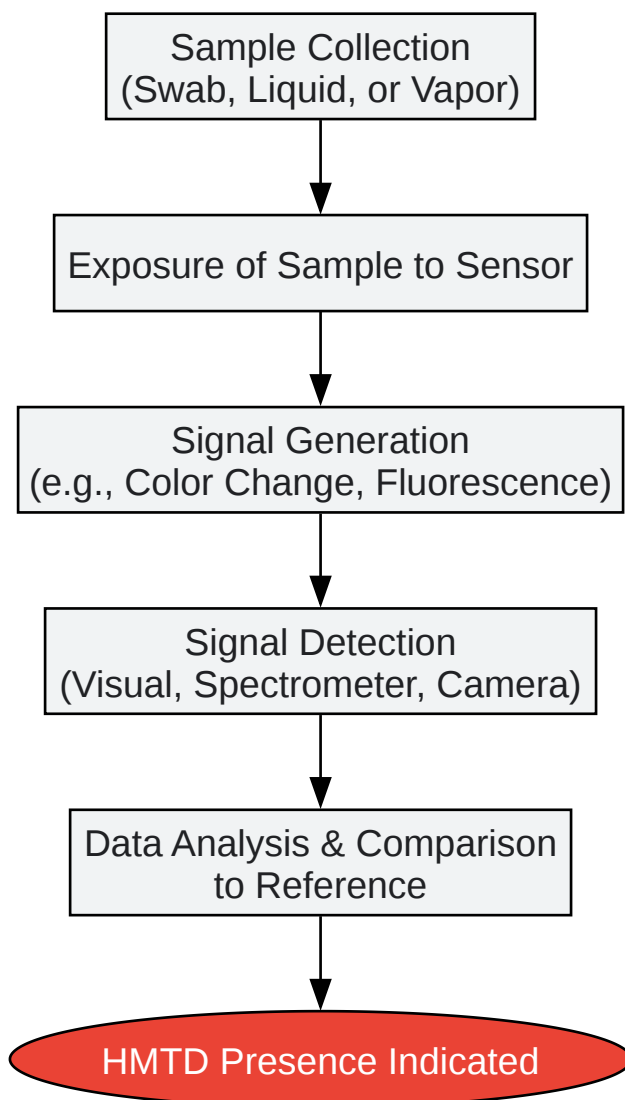 Sample Collection
(Swab, Liquid, or Vapor)
Exposure of Sample to Sensor
Signal Generation
(e.g., Color Change, Fluorescence)
Signal Detection
(Visual, Spectrometer, Camera)
Data Analysis & Comparison
to Reference
HMTD Presence Indicated